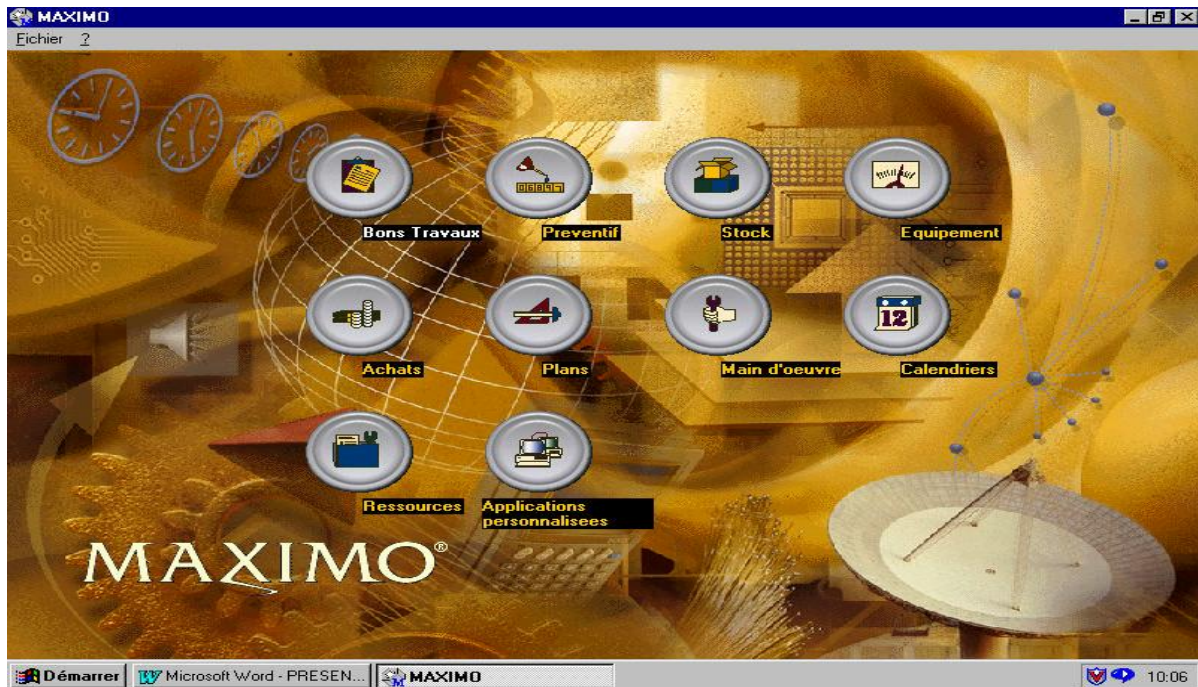 MAXIMO
Fichier ?
Bons Travaux
Preventif
Stock
Equipement
Achats
Plans
Main d'oeuvre
Calendriers
12
Ressources
Applications
personnalisees
MAXIMO®
Démarrer
Microsoft Word - PRESEN...
MAXIMO
10:06